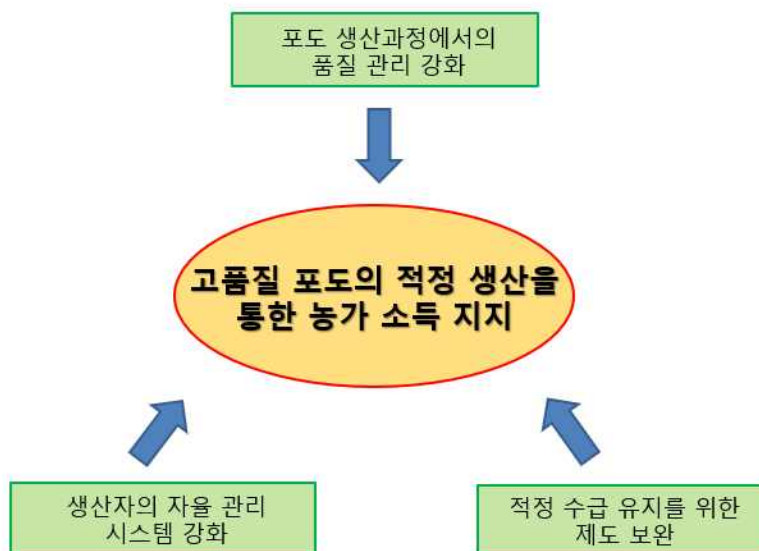 포도 생산과정에서의
품질 관리 강화
고품질 포도의 적정 생산을
통한 농가 소득 지지
생산자의 자율 관리
시스템 강화
적정 수급 유지를 위한
제도 보완